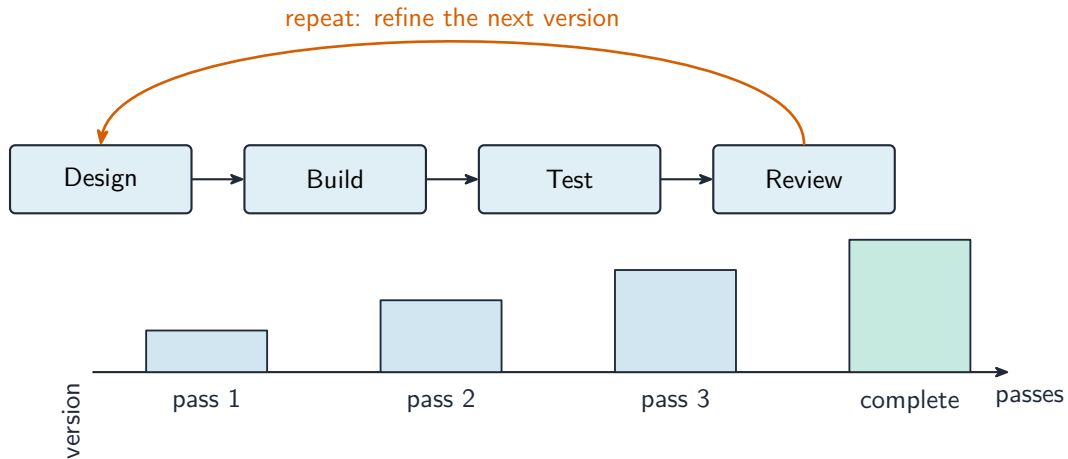 repeat: refine the next version
Design
Build
Test
Review
version
pass 1
pass 2
pass 3
complete
passes